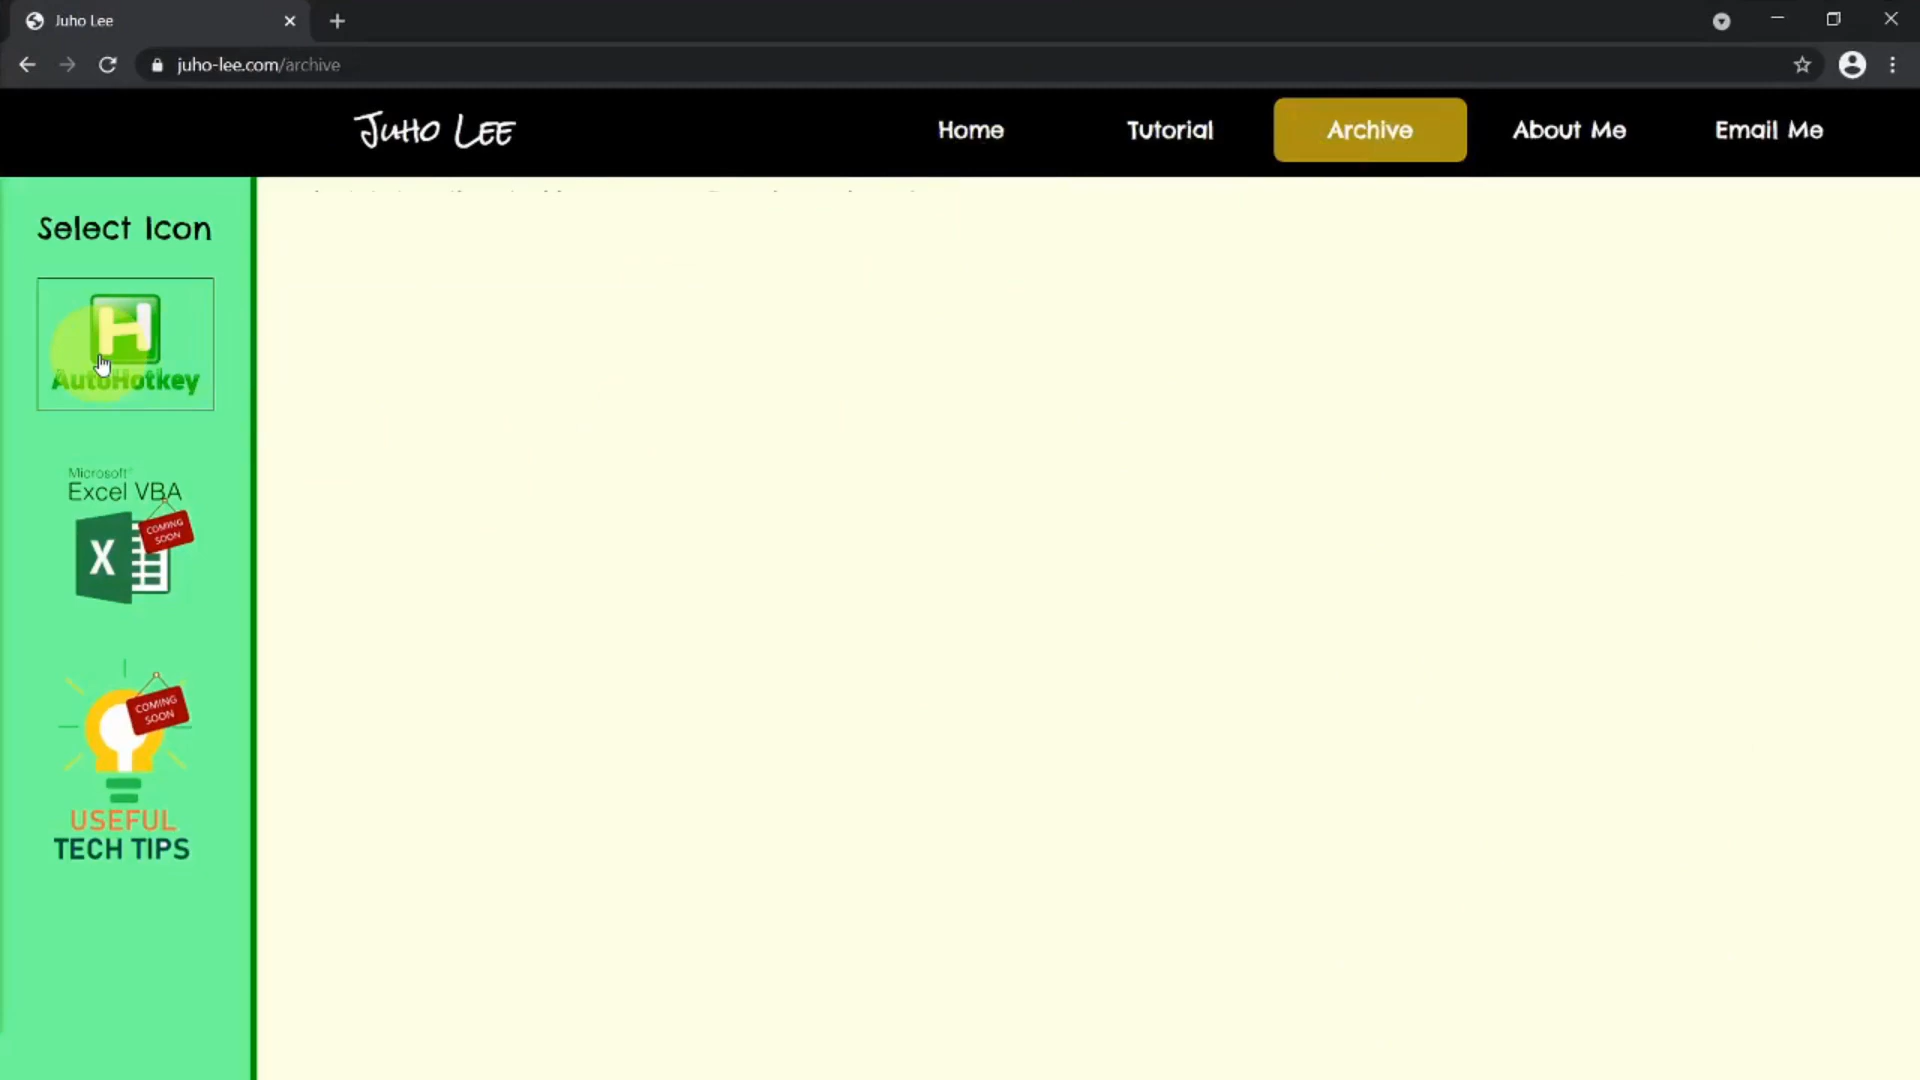 Juho Lee
juho-lee.com/archive
Juho Lee
Home
Tutorial
Archive
About Me
Email Me
Select Icon
H
AutoHotkey
Microsoft
Excel VBA
COMING
SOON
X
COMING
SOON
USEFUL
TECH TIPS